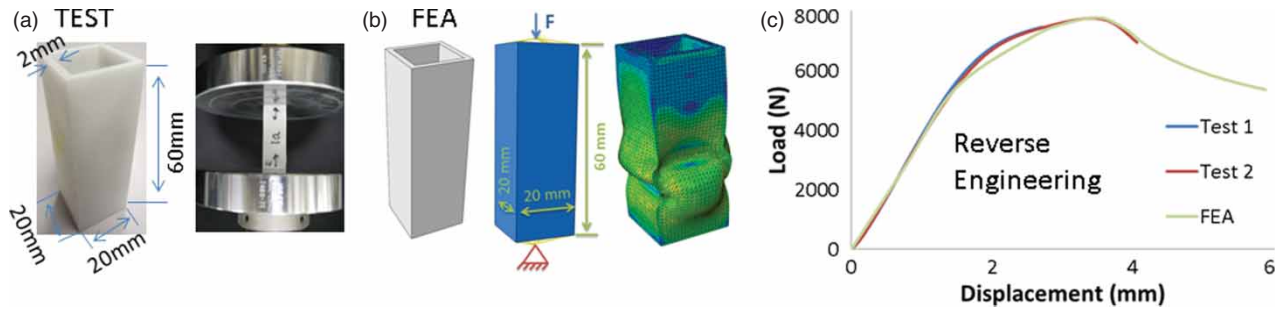 (a)
TEST
2mm
60mm
20mm
20mm
1a
(b)
FEA
F
60 mm
20 mm
20 mm
(c)
8000
6000
4000
2000
0
Load (N)
Reverse
Engineering
Test 1
Test 2
FEA
0
2
4
6
Displacement (mm)